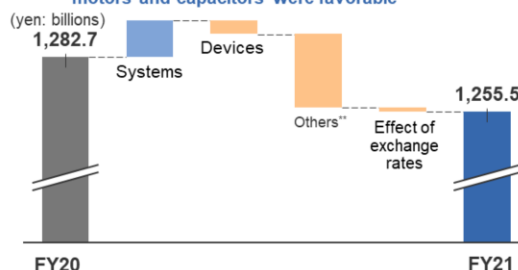 motors and capacitors were favorable
(yen: billions)
1,282.7
Systems
Devices
Others**
Effect of
exchange
rates
1,255.5
FY20
FY21